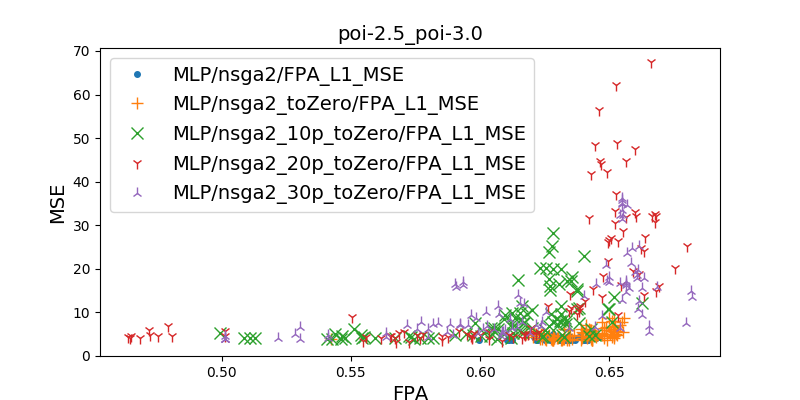 poi-2.5_poi-3.0
70
60
50
40
30
20
10
0
MSE
MLP/nsga2/FPA_L1_MSE
MLP/nsga2_toZero/FPA_L1_MSE
MLP/nsga2_10p_toZero/FPA_L1_MSE
MLP/nsga2_20p_toZero/FPA_L1_MSE
MLP/nsga2_30p_toZero/FPA_L1_MSE
0.50 0.55 0.60 0.65
FPA